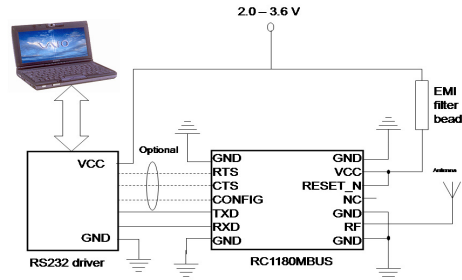 2.0 – 3.6 V
EMI
filter
bead
Optional
Antenna
VCC
GND
RS232 driver
GND
RTS
CTS
CONFIG
TXD
RXD
GND
GND
VCC
RESET_N
NC
GND
RF
GND
RC1180MBUS